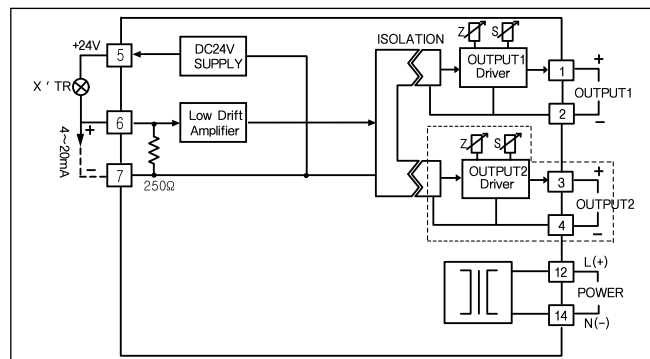 +24V
5
DC24V
SUPPLY
X ' TR
+
6
Low Drift
Amplifier
4~20mA
−
7
250Ω
ISOLATION
Z
S
OUTPUT1
Driver
1
+
OUTPUT1
2
−
Z
S
OUTPUT2
Driver
3
+
OUTPUT2
4
−
12
L(+)
POWER
14
N(−)